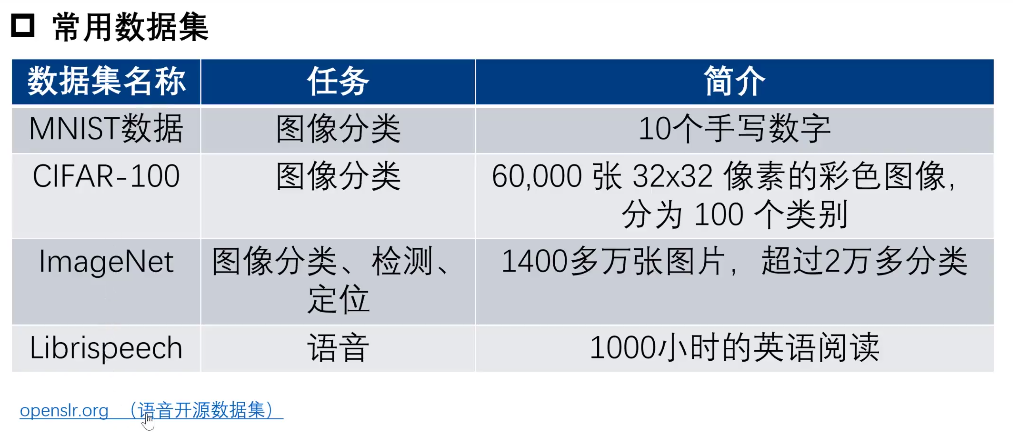 常用数据集
数据集名称 任务 简介
MNIST数据 图像分类 10个手写数字
CIFAR-100 图像分类 60,000 张 32x32 像素的彩色图像,
分为 100 个类别
ImageNet 图像分类、检测、 1400多万张图片，超过2万多分类
定位
Librispeech 语音 1000小时的英语阅读
openslr.org （语音开源数据集）